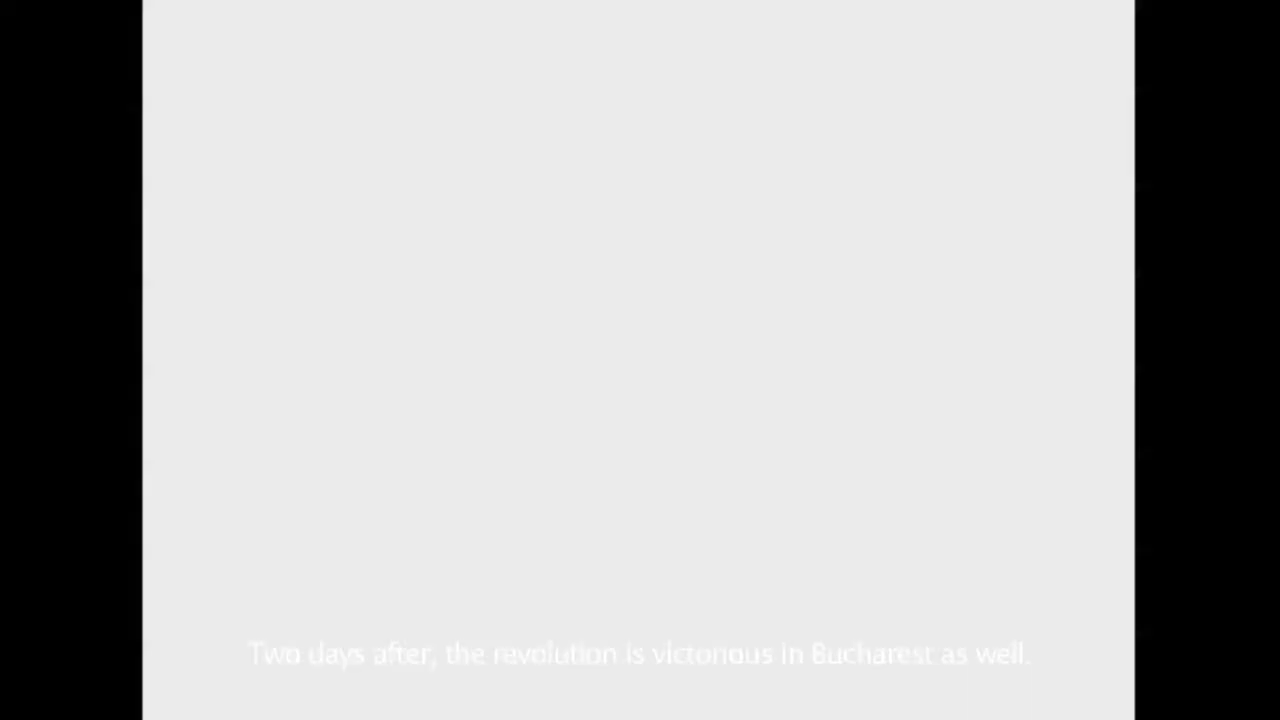 Two days after, the revolution is victorious in Bucharest as well.